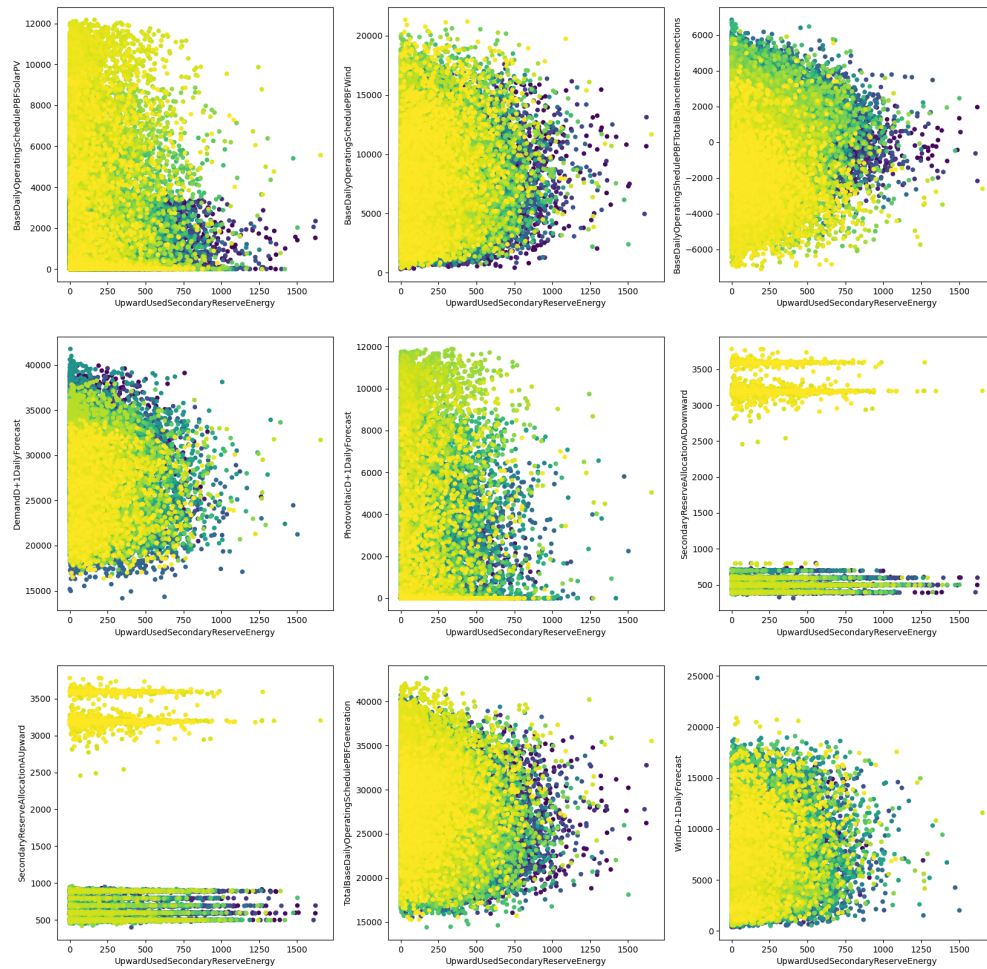 BaseDailyOperatingSchedulePBFSolarPV
12000
10000
8000
6000
4000
2000
0
0 250 500 750 1000 1250 1500
UpwardUsedSecondaryReserveEnergy
BaseDailyOperatingSchedulePBFWind
20000
15000
10000
5000
0
0 250 500 750 1000 1250 1500
UpwardUsedSecondaryReserveEnergy
BaseDailyOperatingShedulePBFTotalBalanceInterconnections
6000
4000
2000
0
−2000
−4000
−6000
0 250 500 750 1000 1250 1500
UpwardUsedSecondaryReserveEnergy
DemandD+1DailyForecast
40000
35000
30000
25000
20000
15000
0 250 500 750 1000 1250 1500
UpwardUsedSecondaryReserveEnergy
PhotovoltaicD+1DailyForecast
12000
10000
8000
6000
4000
2000
0
0 250 500 750 1000 1250 1500
UpwardUsedSecondaryReserveEnergy
SecondaryReserveAllocationADownward
3500
3000
2500
2000
1500
1000
500
0 250 500 750 1000 1250 1500
UpwardUsedSecondaryReserveEnergy
SecondaryReserveAllocationAUpward
3500
3000
2500
2000
1500
1000
500
0 250 500 750 1000 1250 1500
UpwardUsedSecondaryReserveEnergy
TotalBaseDailyOperatingSchedulePBFGeneration
40000
35000
30000
25000
20000
15000
0 250 500 750 1000 1250 1500
UpwardUsedSecondaryReserveEnergy
WindD+1DailyForecast
25000
20000
15000
10000
5000
0
0 250 500 750 1000 1250 1500
UpwardUsedSecondaryReserveEnergy